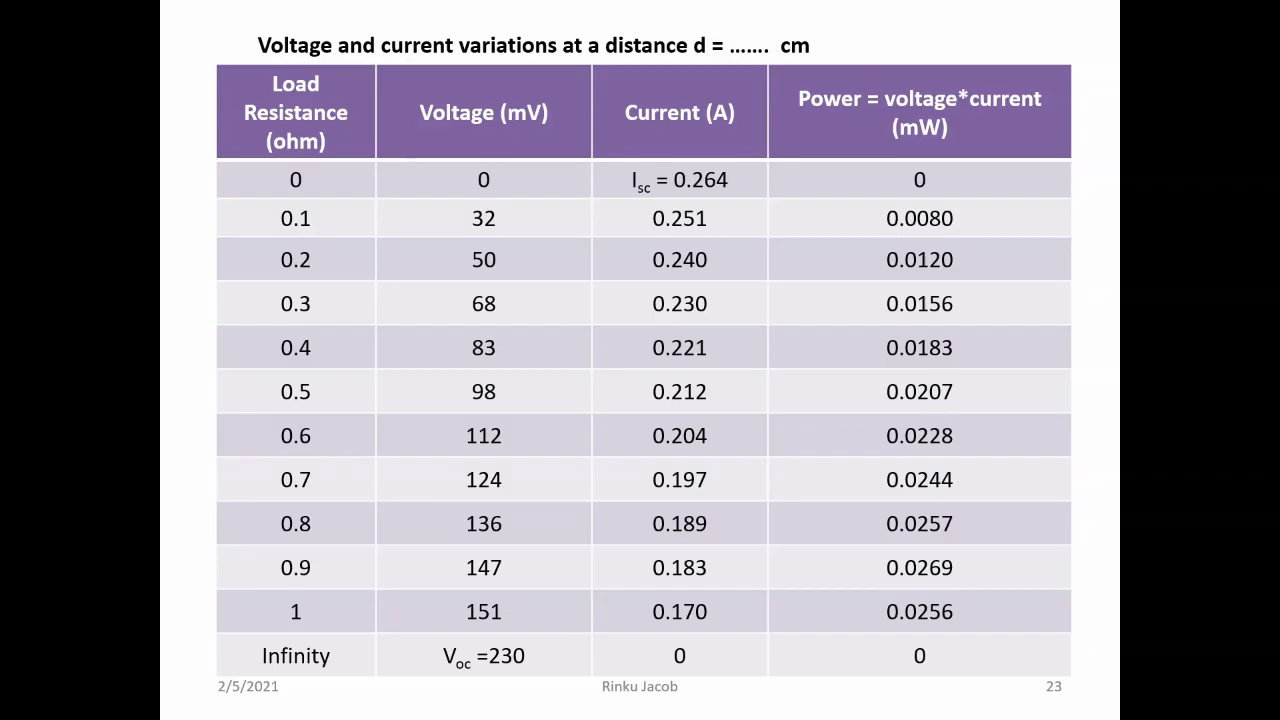 Voltage and current variations at a distance d = ……. cm
Load Resistance (ohm) Voltage (mV) Current (A) Power = voltage*current (mW)
0 0 Isc = 0.264 0
0.1 32 0.251 0.0080
0.2 50 0.240 0.0120
0.3 68 0.230 0.0156
0.4 83 0.221 0.0183
0.5 98 0.212 0.0207
0.6 112 0.204 0.0228
0.7 124 0.197 0.0244
0.8 136 0.189 0.0257
0.9 147 0.183 0.0269
1 151 0.170 0.0256
Infinity Voc =230 0 0
2/5/2021 Rinku Jacob 23